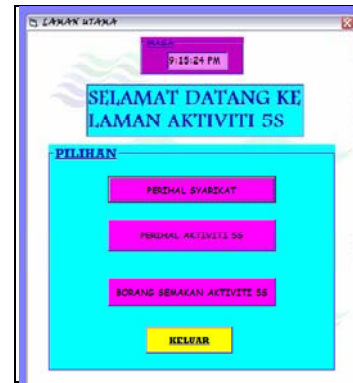 LAMAN UTAMA
MASA
9:15:24 PM
SELAMAT DATANG KE
LAMAN AKTIVITI 5S
PILIHAN
PERIHAL SYARIKAT
PERIHAL AKTIVITI 5S
BORANG SEMAKAN AKTIVITI 5S
KELUAR